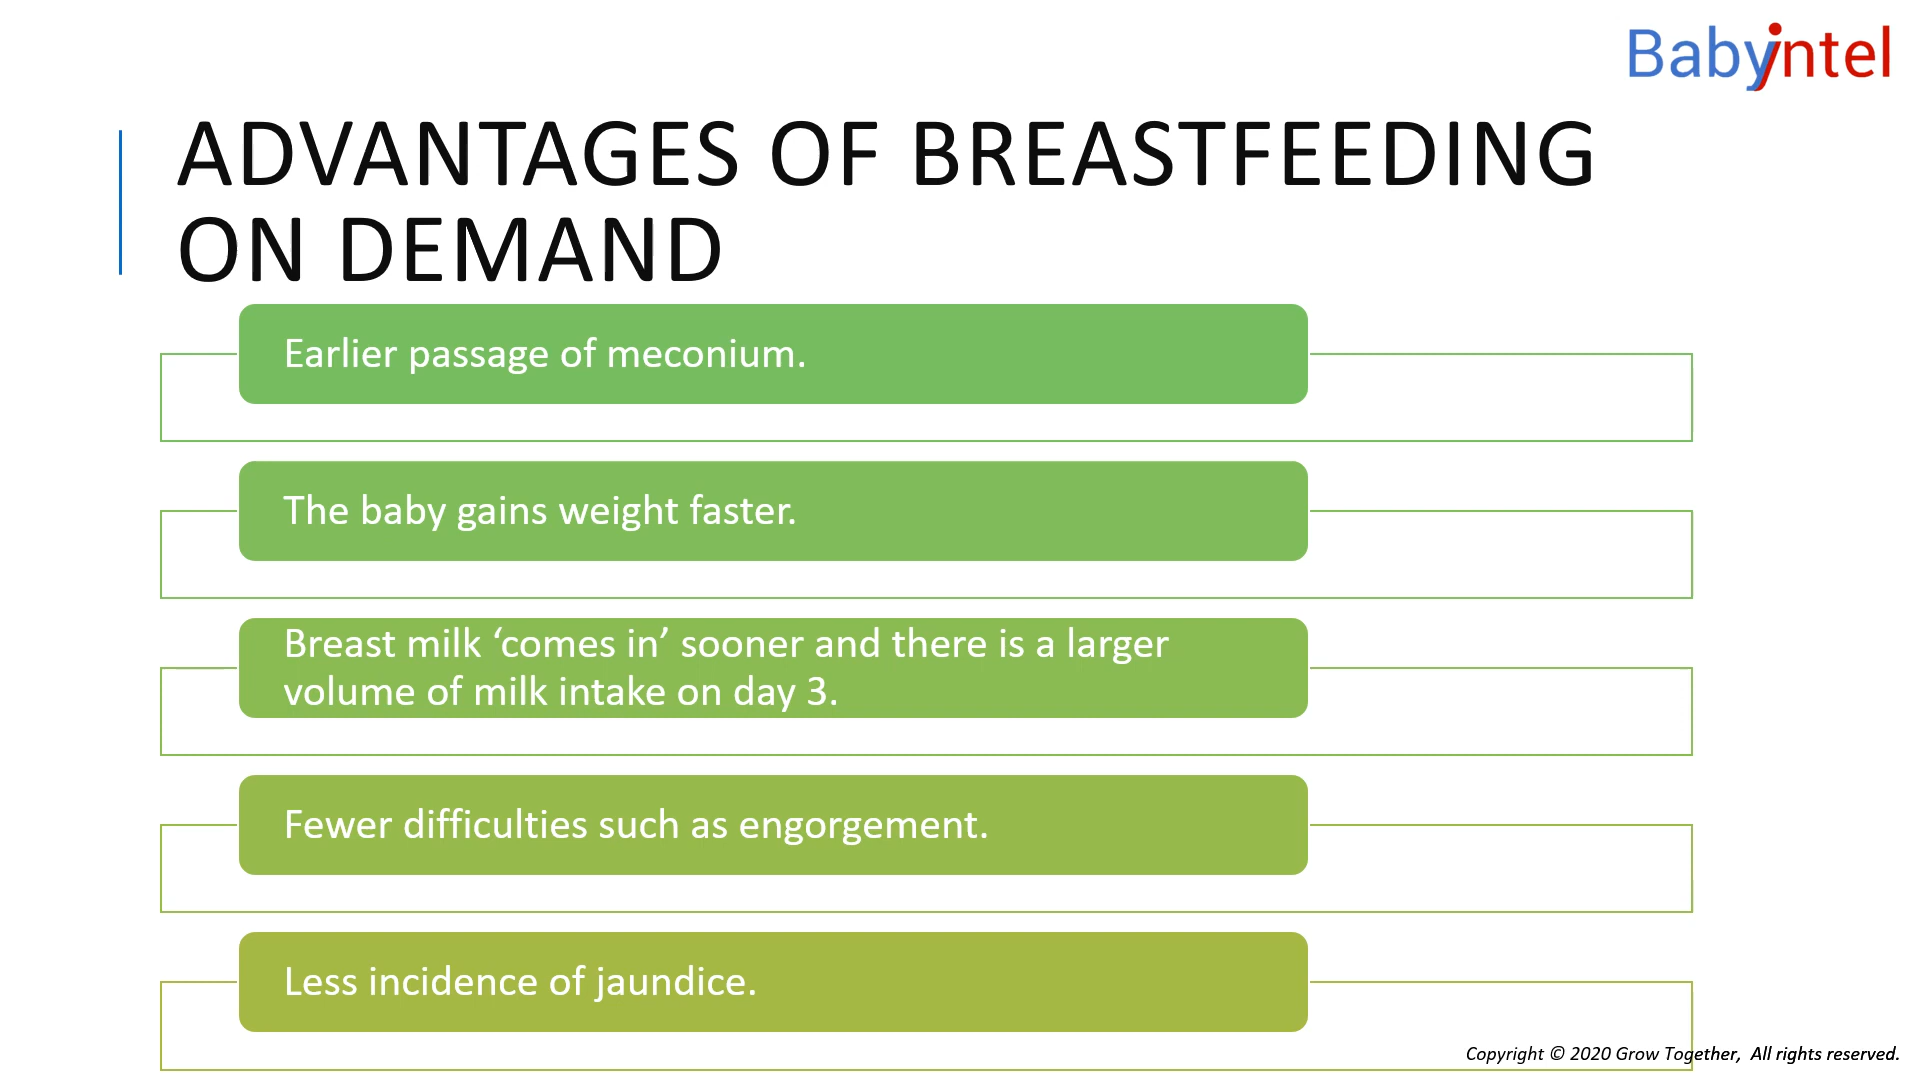 Babyintel
ADVANTAGES OF BREASTFEEDING
ON DEMAND
Earlier passage of meconium.
The baby gains weight faster.
Breast milk ‘comes in’ sooner and there is a larger
volume of milk intake on day 3.
Fewer difficulties such as engorgement.
Less incidence of jaundice.
Copyright © 2020 Grow Together, All rights reserved.